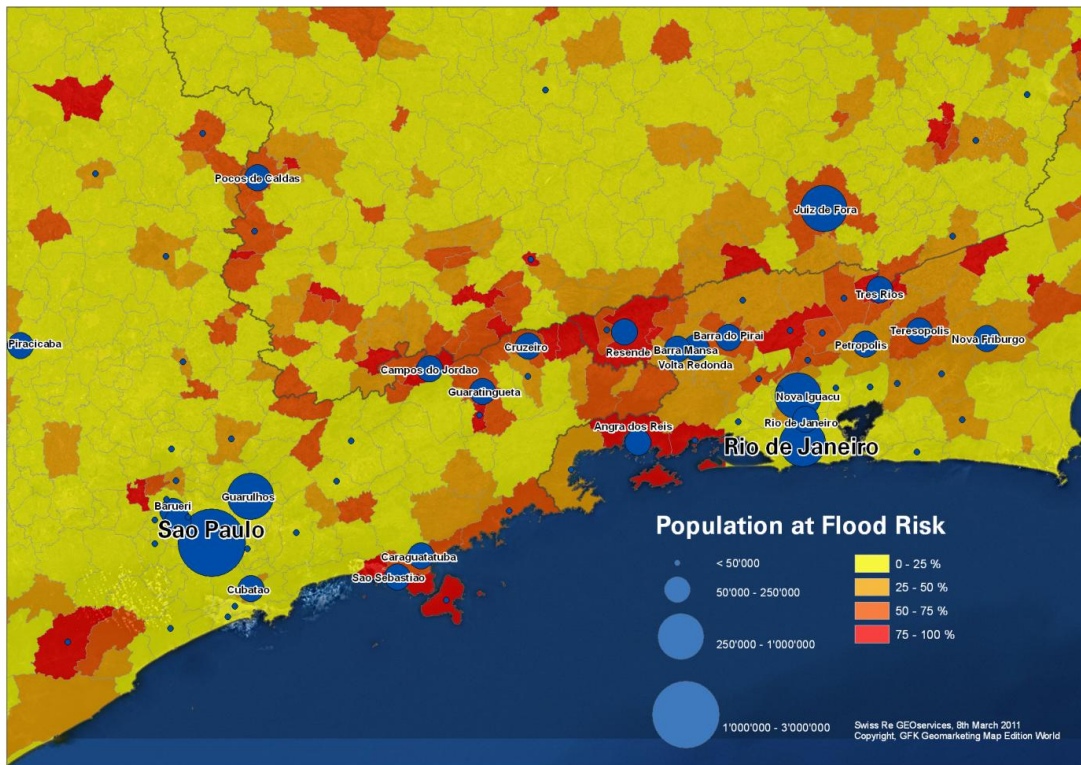 Pocos de Caldas
Juiz de Fora
Tres Rios
Piracicaba
Cruzeiro
Resende
Barra do Pirai
Barra Mansa
Volta Redonda
Petropolis
Teresopolis
Nova Friburgo
Campos do Jordao
Guaratingueta
Nova Iguacu
Rio de Janeiro
Angra dos Reis
Rio de Janeiro
Guarulhos
Barueri
Sao Paulo
Caraguatatuba
Sao Sebastiao
Cubatao
Population at Flood Risk
< 50'000
50'000 - 250'000
250'000 - 1'000'000
1'000'000 - 3'000'000
0 - 25 %
25 - 50 %
50 - 75 %
75 - 100 %
Swiss Re GEOservices, 8th March 2011
Copyright, GFK Geomarketing Map Edition World